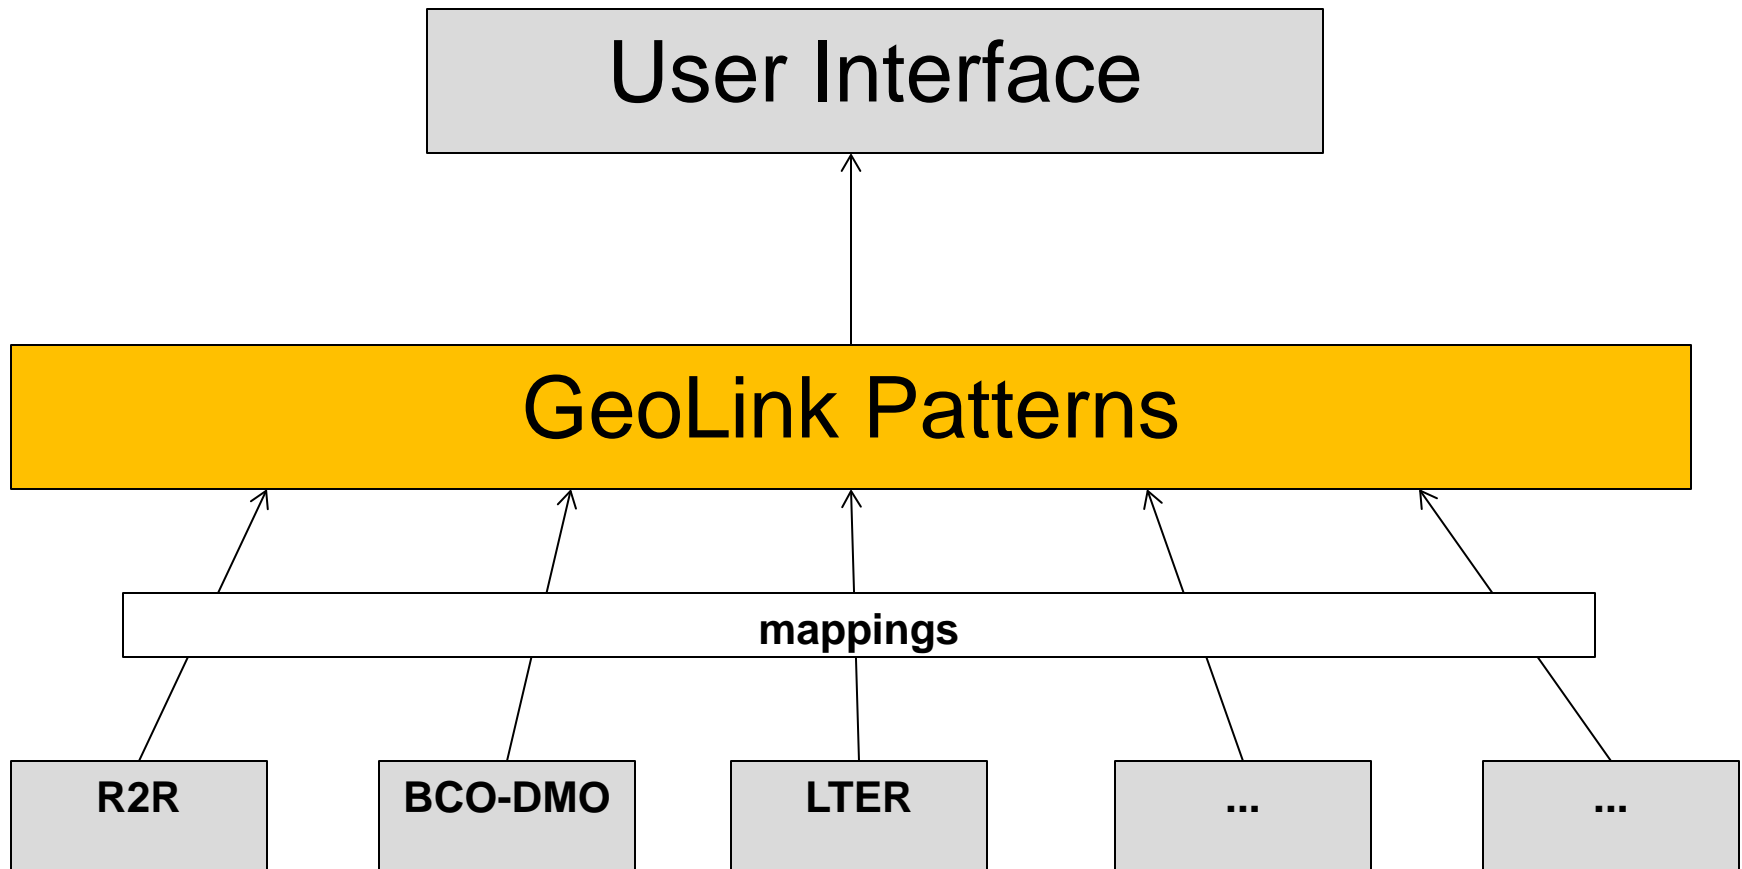 User Interface
GeoLink Patterns
mappings
R2R
BCO-DMO
LTER
...
...